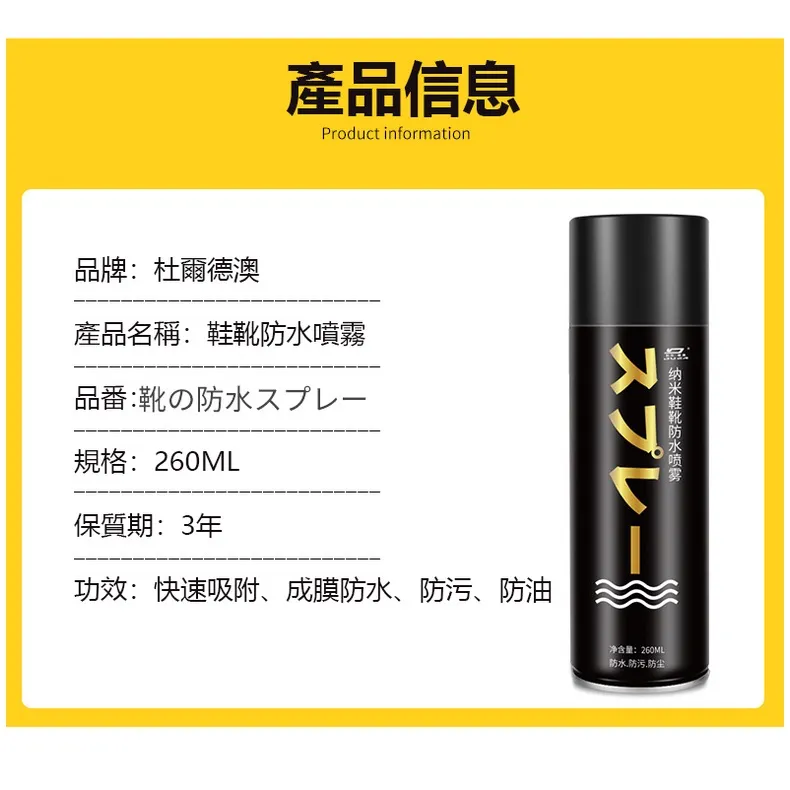 產品信息
Product information
品牌：杜爾德澳
產品名稱：鞋靴防水噴霧
品番:靴の防水スプレー
規格：260ML
保質期：3年
功效：快速吸附、成膜防水、防污、防油
スプレー
纳米鞋靴防水喷雾
净含量：260ML
防水.防污.防尘